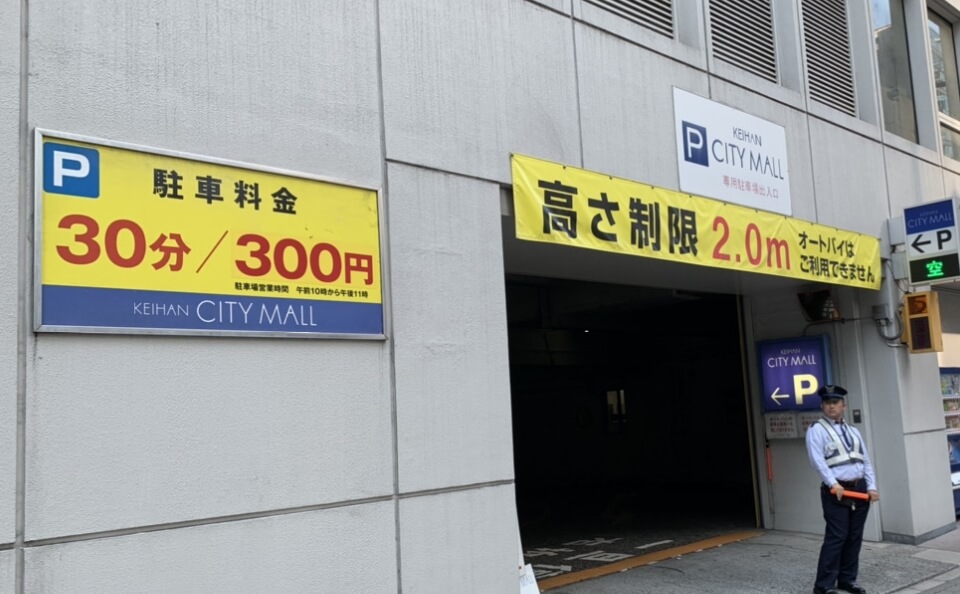 P
駐車料金
30分／300円
駐車場営業時間 午前10時から午後11時
KEIHAN CITY MALL
P
KEIHAN
CITY MALL
専用駐車場出入口
高さ制限 2.0m
オートバイは
ご利用できません
CITY MALL
←P
空
KEIHAN
CITY MALL
←P